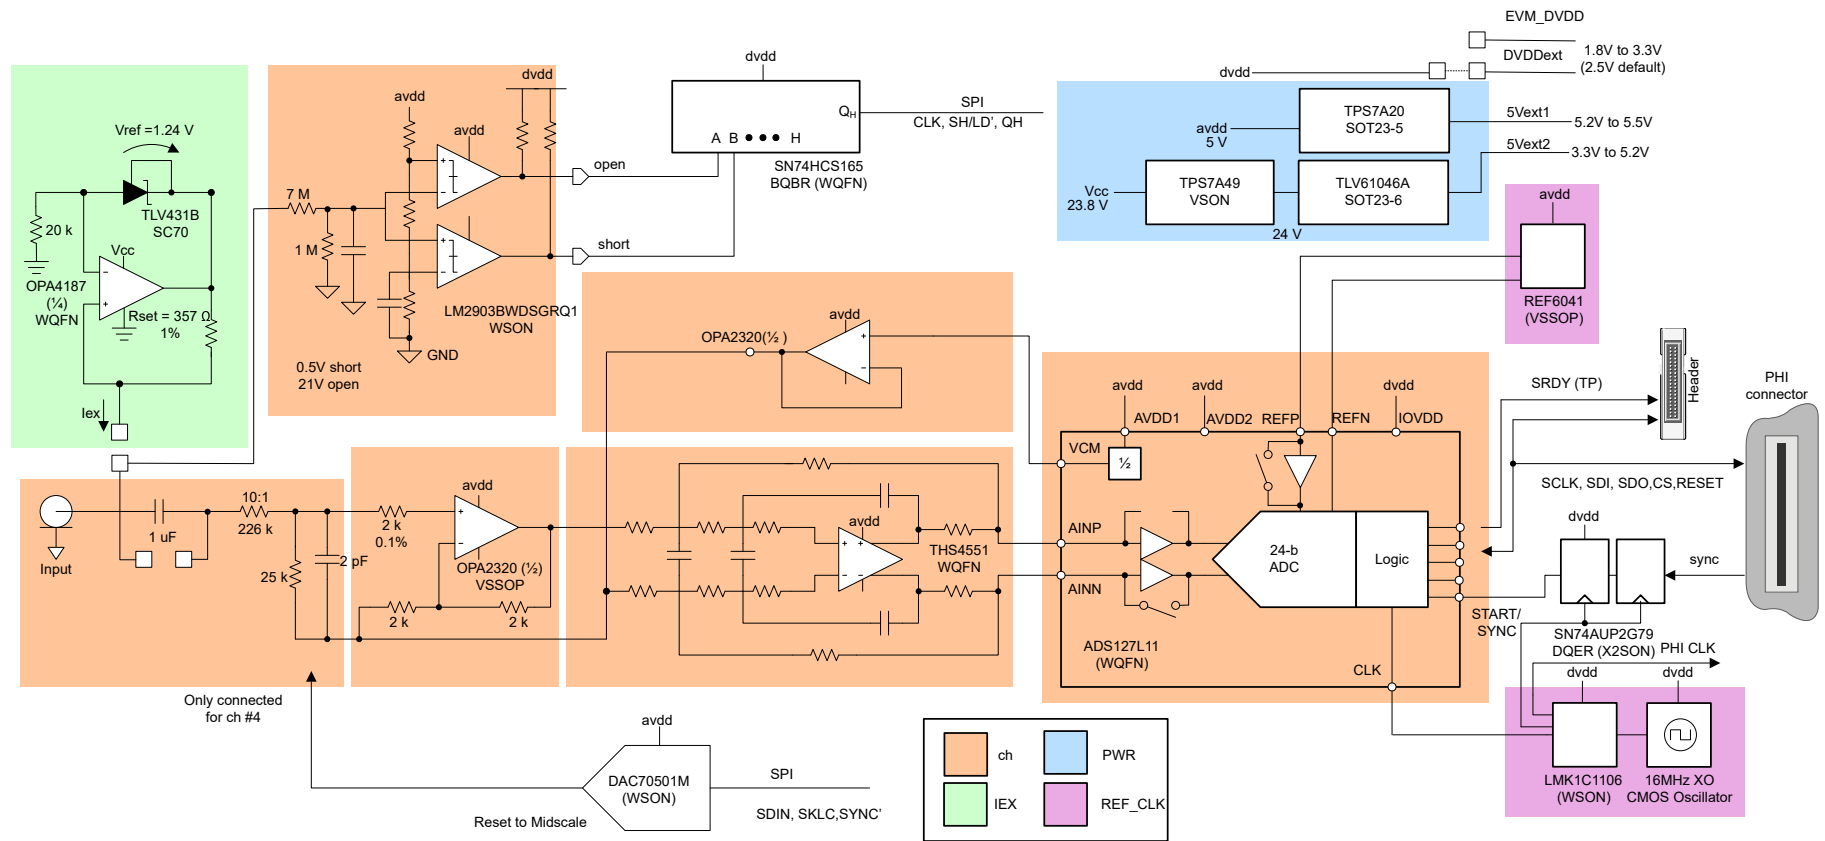 EVM_DVDD
DVDDext
1.8V to 3.3V
(2.5V default)
dvdd
dvdd
dvdd
avdd
avdd
Vref =1.24 V
TLV431B
SC70
20 k
Vcc
OPA4187
(¼)
WQFN
Rset = 357 Ω
1%
Iex
7 M
1 M
open
short
LM2903BWDSGRQ1
WSON
GND
0.5V short
21V open
QH
A B ●●● H
SN74HCS165
BQBR (WQFN)
SPI
CLK, SH/LD', QH
TPS7A20
SOT23-5
avdd
5 V
5Vext1
5.2V to 5.5V
5Vext2
3.3V to 5.2V
Vcc
23.8 V
TPS7A49
VSON
TLV61046A
SOT23-6
24 V
avdd
REF6041
(VSSOP)
OPA2320(½ )
avdd
avdd
avdd
dvdd
AVDD1
AVDD2
REFP
REFN
IOVDD
VCM
½
SRDY (TP)
Header
PHI
connector
SCLK, SDI, SDO,CS,RESET
Input
1 uF
10:1
226 k
25 k
2 pF
2 k
0.1%
avdd
OPA2320 (½)
VSSOP
2 k
2 k
avdd
THS4551
WQFN
AINP
AINN
24-b
ADC
Logic
ADS127L11
(WQFN)
CLK
START/
SYNC
dvdd
sync
SN74AUP2G79
DQER (X2SON)
PHI CLK
dvdd
dvdd
LMK1C1106
(WSON)
16MHz XO
CMOS Oscillator
Only connected
for ch #4
avdd
DAC70501M
(WSON)
Reset to Midscale
SPI
SDIN, SKLC,SYNC'
ch
PWR
IEX
REF_CLK